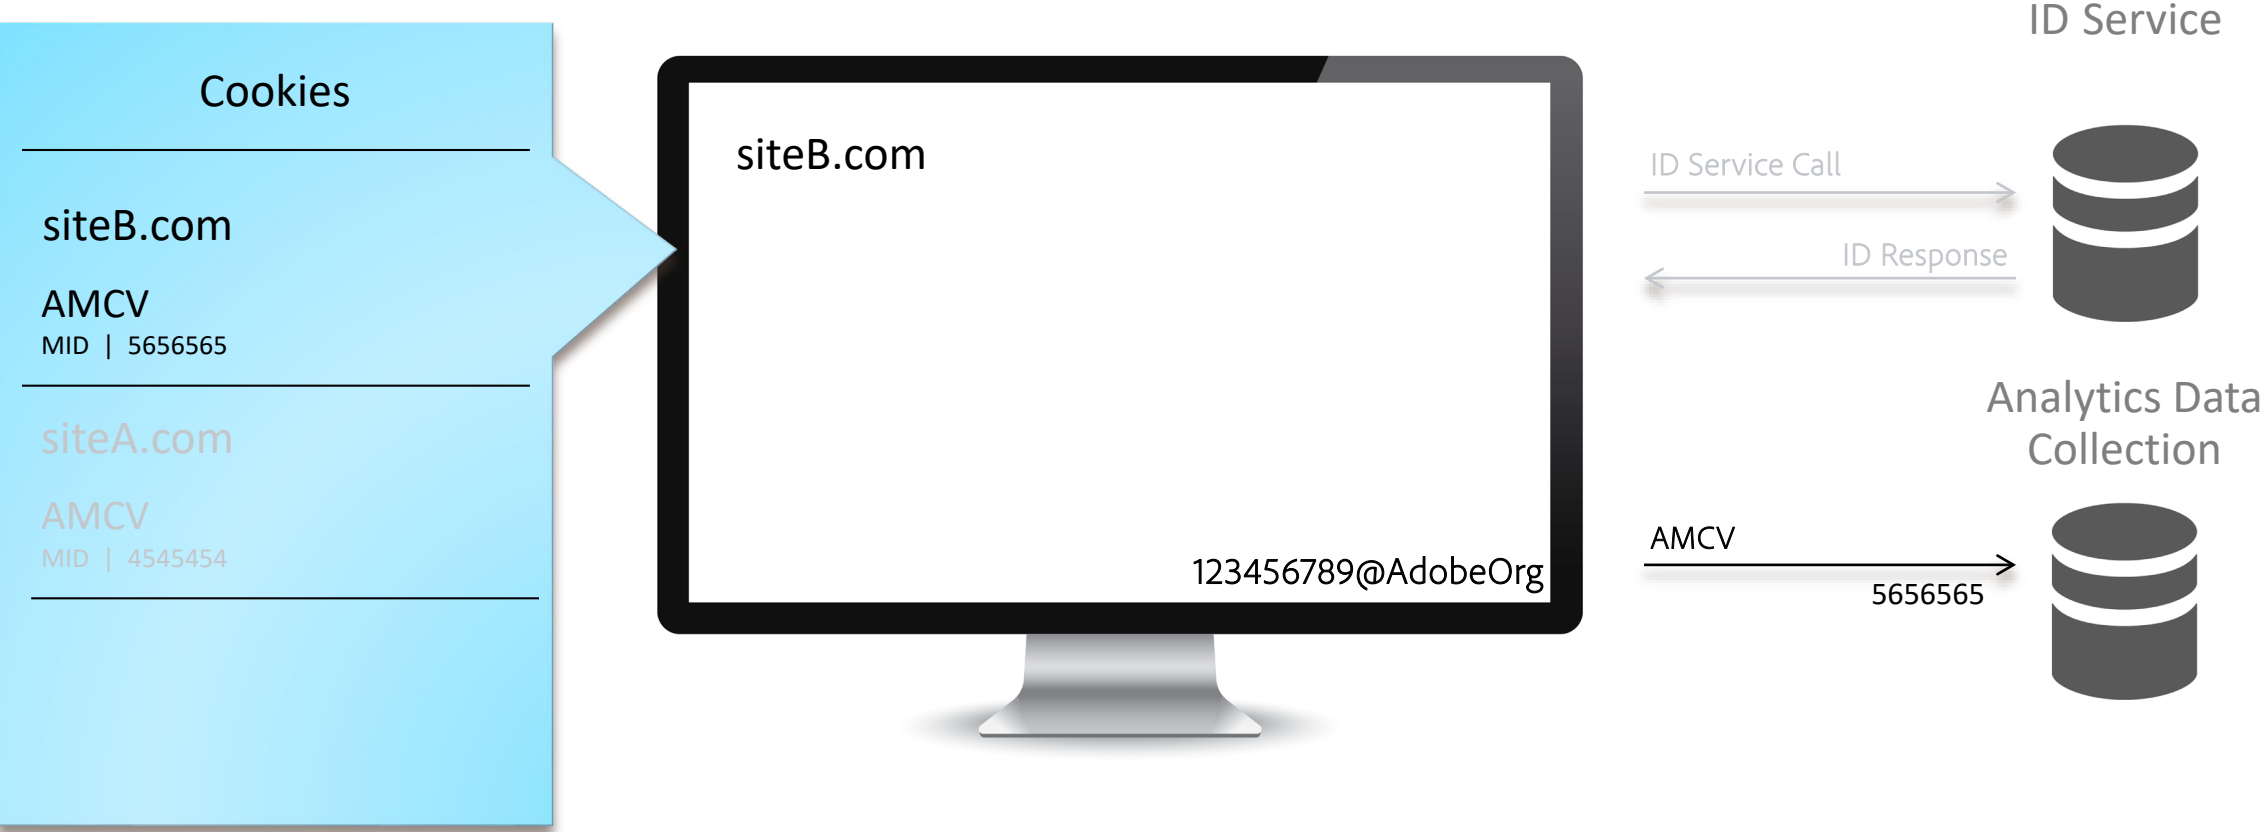 Cookies
siteB.com
AMCV
MID | 5656565
siteA.com
AMCV
MID | 4545454
siteB.com
123456789@AdobeOrg
ID Service
ID Service Call
ID Response
Analytics Data
Collection
AMCV
5656565